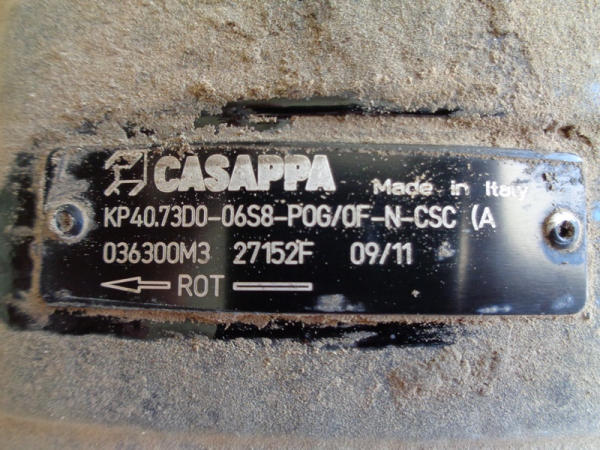 CASAPPA Made in Italy
KP40.73D0-06S8-POG/OF-N-CSC (A
036300M3 27152F 09/11
ROT